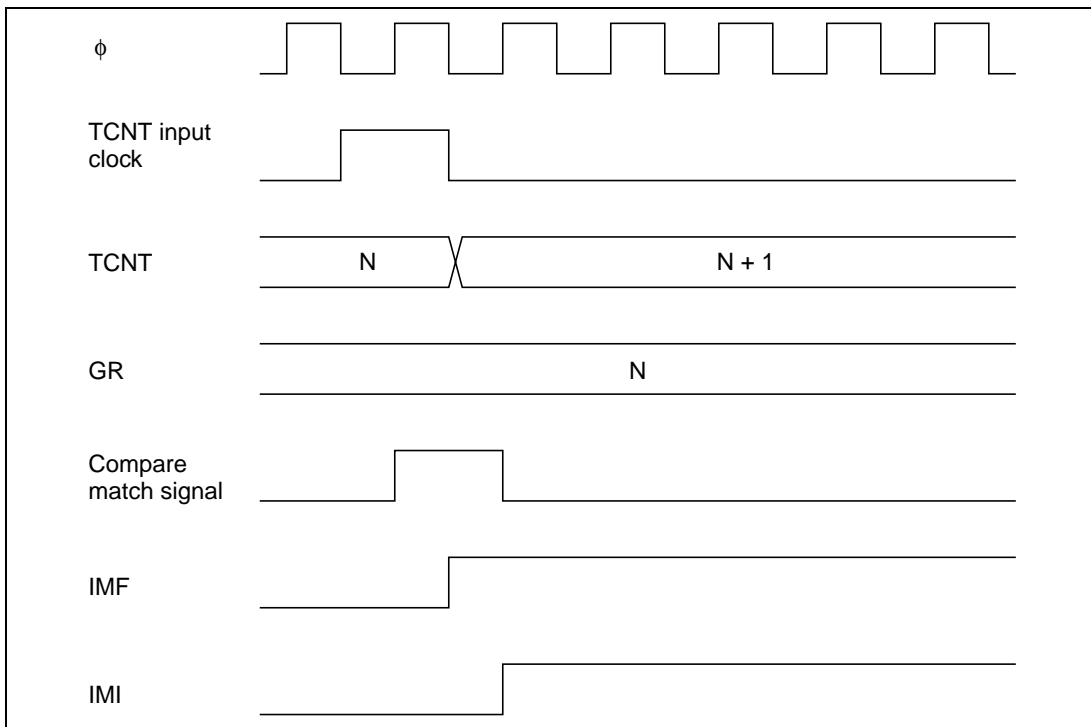 ϕ
TCNT input
clock
TCNT
N
N + 1
GR
N
Compare
match signal
IMF
IMI